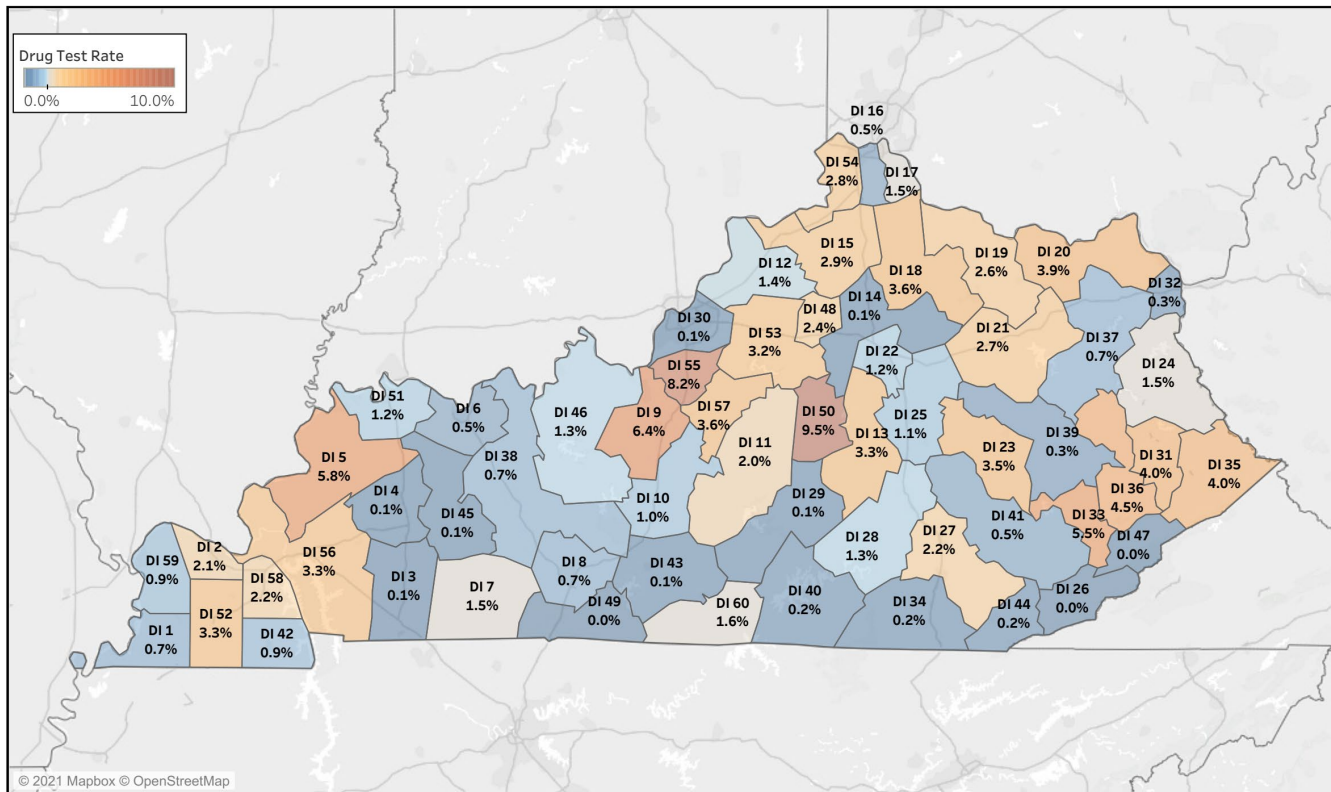 Drug Test Rate
0.0% 10.0%
DI 16
0.5%
DI 54
2.8%
DI 17
1.5%
DI 15
2.9%
DI 19
2.6%
DI 20
3.9%
DI 12
1.4%
DI 18
3.6%
DI 32
0.3%
DI 14
0.1%
DI 30
0.1%
DI 48
2.4%
DI 53
3.2%
DI 21
2.7%
DI 37
0.7%
DI 22
1.2%
DI 24
1.5%
DI 55
8.2%
DI 51
1.2%
DI 6
0.5%
DI 46
1.3%
DI 9
6.4%
DI 57
3.6%
DI 50
9.5%
DI 25
1.1%
DI 11
2.0%
DI 13
3.3%
DI 39
0.3%
DI 23
3.5%
DI 5
5.8%
DI 38
0.7%
DI 31
4.0%
DI 35
4.0%
DI 4
0.1%
DI 10
1.0%
DI 29
0.1%
DI 36
4.5%
DI 45
0.1%
DI 41
0.5%
DI 33
5.5%
DI 27
2.2%
DI 28
1.3%
DI 47
0.0%
DI 2
2.1%
DI 56
3.3%
DI 59
0.9%
DI 8
0.7%
DI 43
0.1%
DI 58
2.2%
DI 3
0.1%
DI 7
1.5%
DI 40
0.2%
DI 26
0.0%
DI 49
0.0%
DI 60
1.6%
DI 34
0.2%
DI 44
0.2%
DI 52
3.3%
DI 1
0.7%
DI 42
0.9%
© 2021 Mapbox © OpenStreetMap